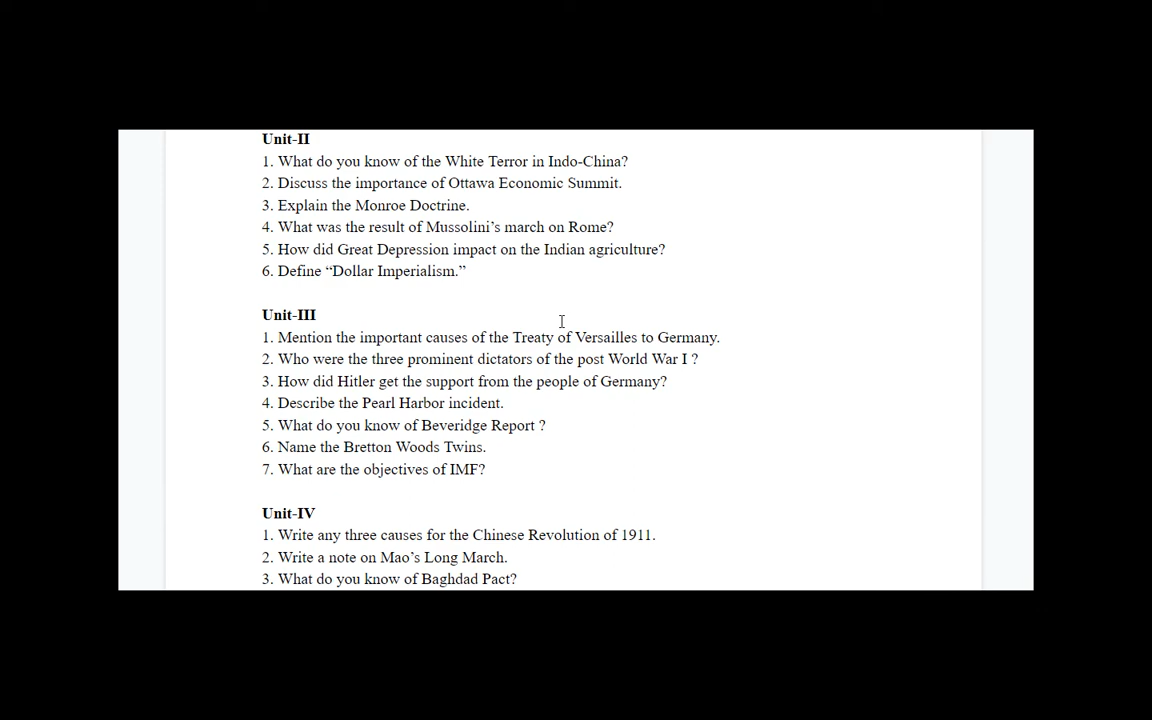 Unit-II
1. What do you know of the White Terror in Indo-China?
2. Discuss the importance of Ottawa Economic Summit.
3. Explain the Monroe Doctrine.
4. What was the result of Mussolini’s march on Rome?
5. How did Great Depression impact on the Indian agriculture?
6. Define “Dollar Imperialism.”
Unit-III
1. Mention the important causes of the Treaty of Versailles to Germany.
2. Who were the three prominent dictators of the post World War I ?
3. How did Hitler get the support from the people of Germany?
4. Describe the Pearl Harbor incident.
5. What do you know of Beveridge Report ?
6. Name the Bretton Woods Twins.
7. What are the objectives of IMF?
Unit-IV
1. Write any three causes for the Chinese Revolution of 1911.
2. Write a note on Mao’s Long March.
3. What do you know of Baghdad Pact?